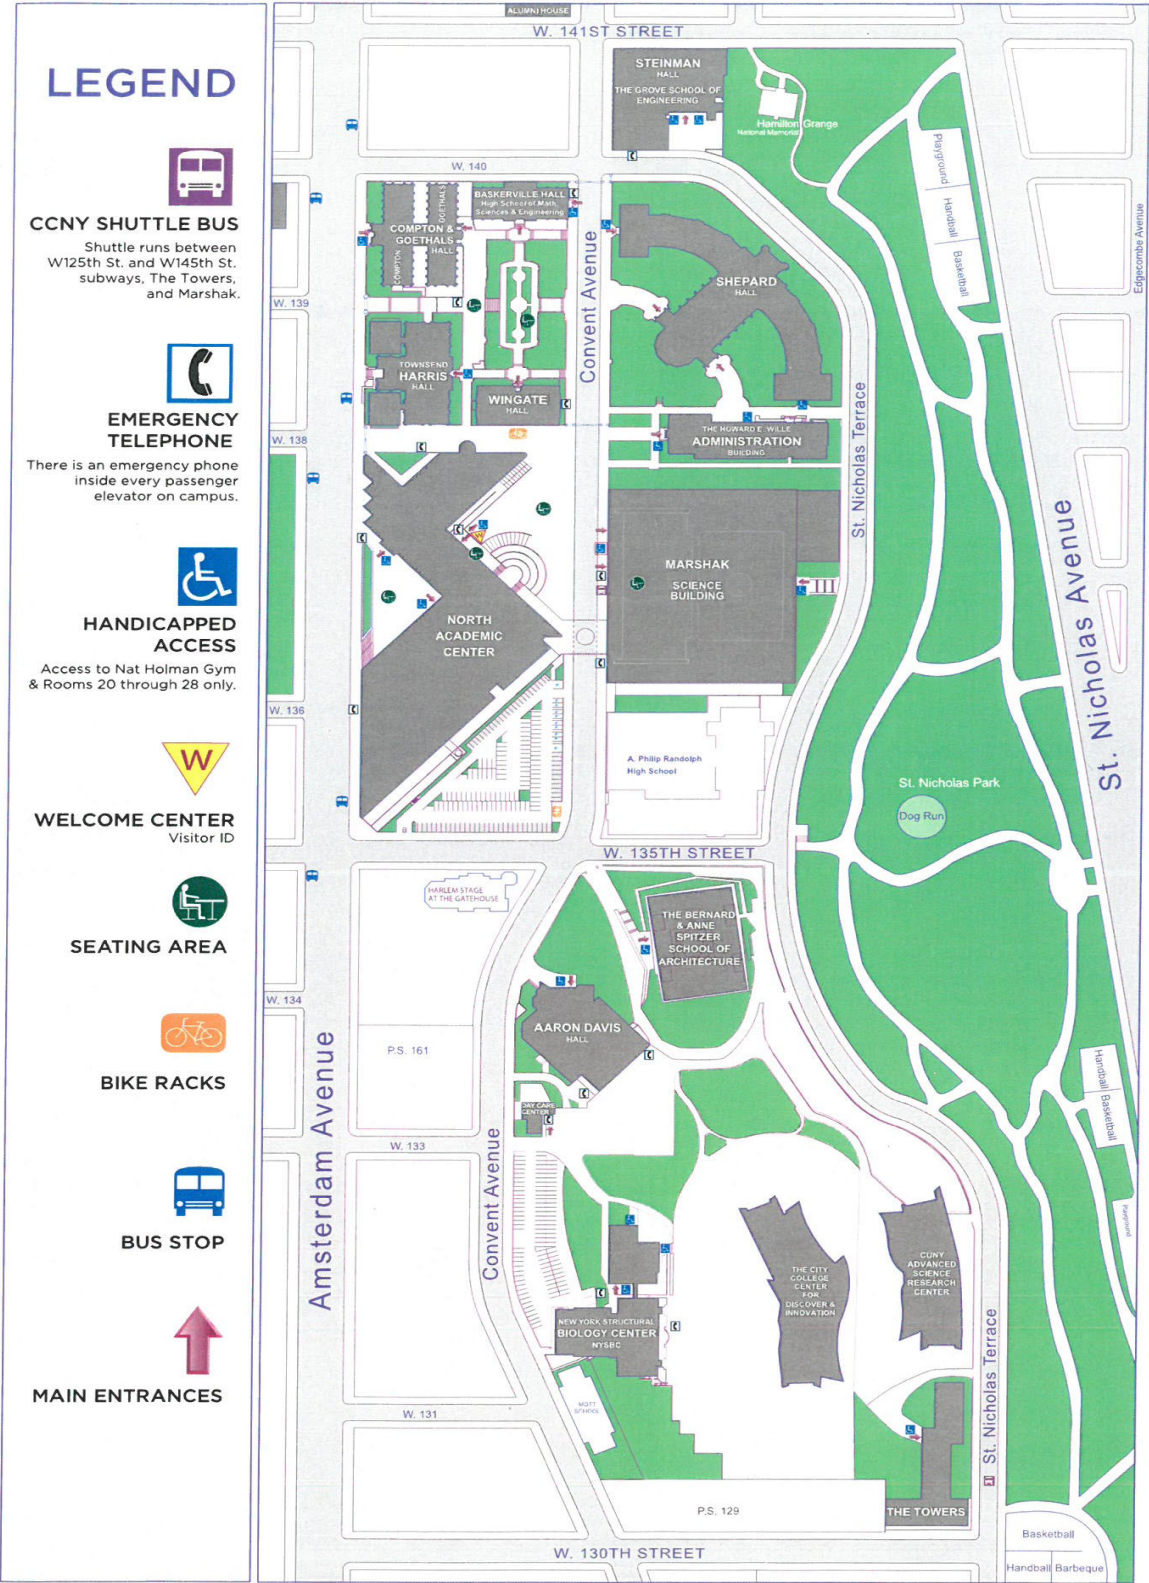 LEGEND
CCNY SHUTTLE BUS
Shuttle runs between
W125th St. and W145th St.
subways, The Towers,
and Marshak.
EMERGENCY
TELEPHONE
There is an emergency phone
inside every passenger
elevator on campus.
HANDICAPPED
ACCESS
Access to Nat Holman Gym
& Rooms 20 through 28 only.
W
WELCOME CENTER
Visitor ID
SEATING AREA
BIKE RACKS
BUS STOP
MAIN ENTRANCES
ALUMNI HOUSE
W. 141ST STREET
STEINMAN
HALL
THE GROVE SCHOOL OF
ENGINEERING
Hamilton Grange
National Memorial
Playground
Handball
Basketball
Edgecombe Avenue
W. 140
BASKERVILLE HALL
High School of Math,
Sciences & Engineering
GOETHALS
COMPTON &
GOETHALS
HALL
COMPTON
Convent Avenue
SHEPARD
HALL
W. 139
TOWNSEND
HARRIS
HALL
WINGATE
HALL
THE HOWARD E. WILLE
ADMINISTRATION
BUILDING
W. 138
St. Nicholas Terrace
St. Nicholas Avenue
W
MARSHAK
SCIENCE
BUILDING
NORTH
ACADEMIC
CENTER
W. 136
A. Philip Randolph
High School
St. Nicholas Park
Dog Run
W. 135TH STREET
HARLEM STAGE
AT THE GATEHOUSE
THE BERNARD
& ANNE
SPITZER
SCHOOL OF
ARCHITECTURE
W. 134
AARON DAVIS
HALL
P.S. 161
Handball
Basketball
DAY CARE
CENTER
W. 133
Amsterdam Avenue
Convent Avenue
Playground
THE CITY
COLLEGE
CENTER
FOR
DISCOVER &
INNOVATION
CUNY
ADVANCED
SCIENCE
RESEARCH
CENTER
NEW YORK STRUCTURAL
BIOLOGY CENTER
NYSBC
St. Nicholas Terrace
MOTT
SCHOOL
W. 131
P.S. 129
THE TOWERS
Basketball
W. 130TH STREET
Handball
Barbeque